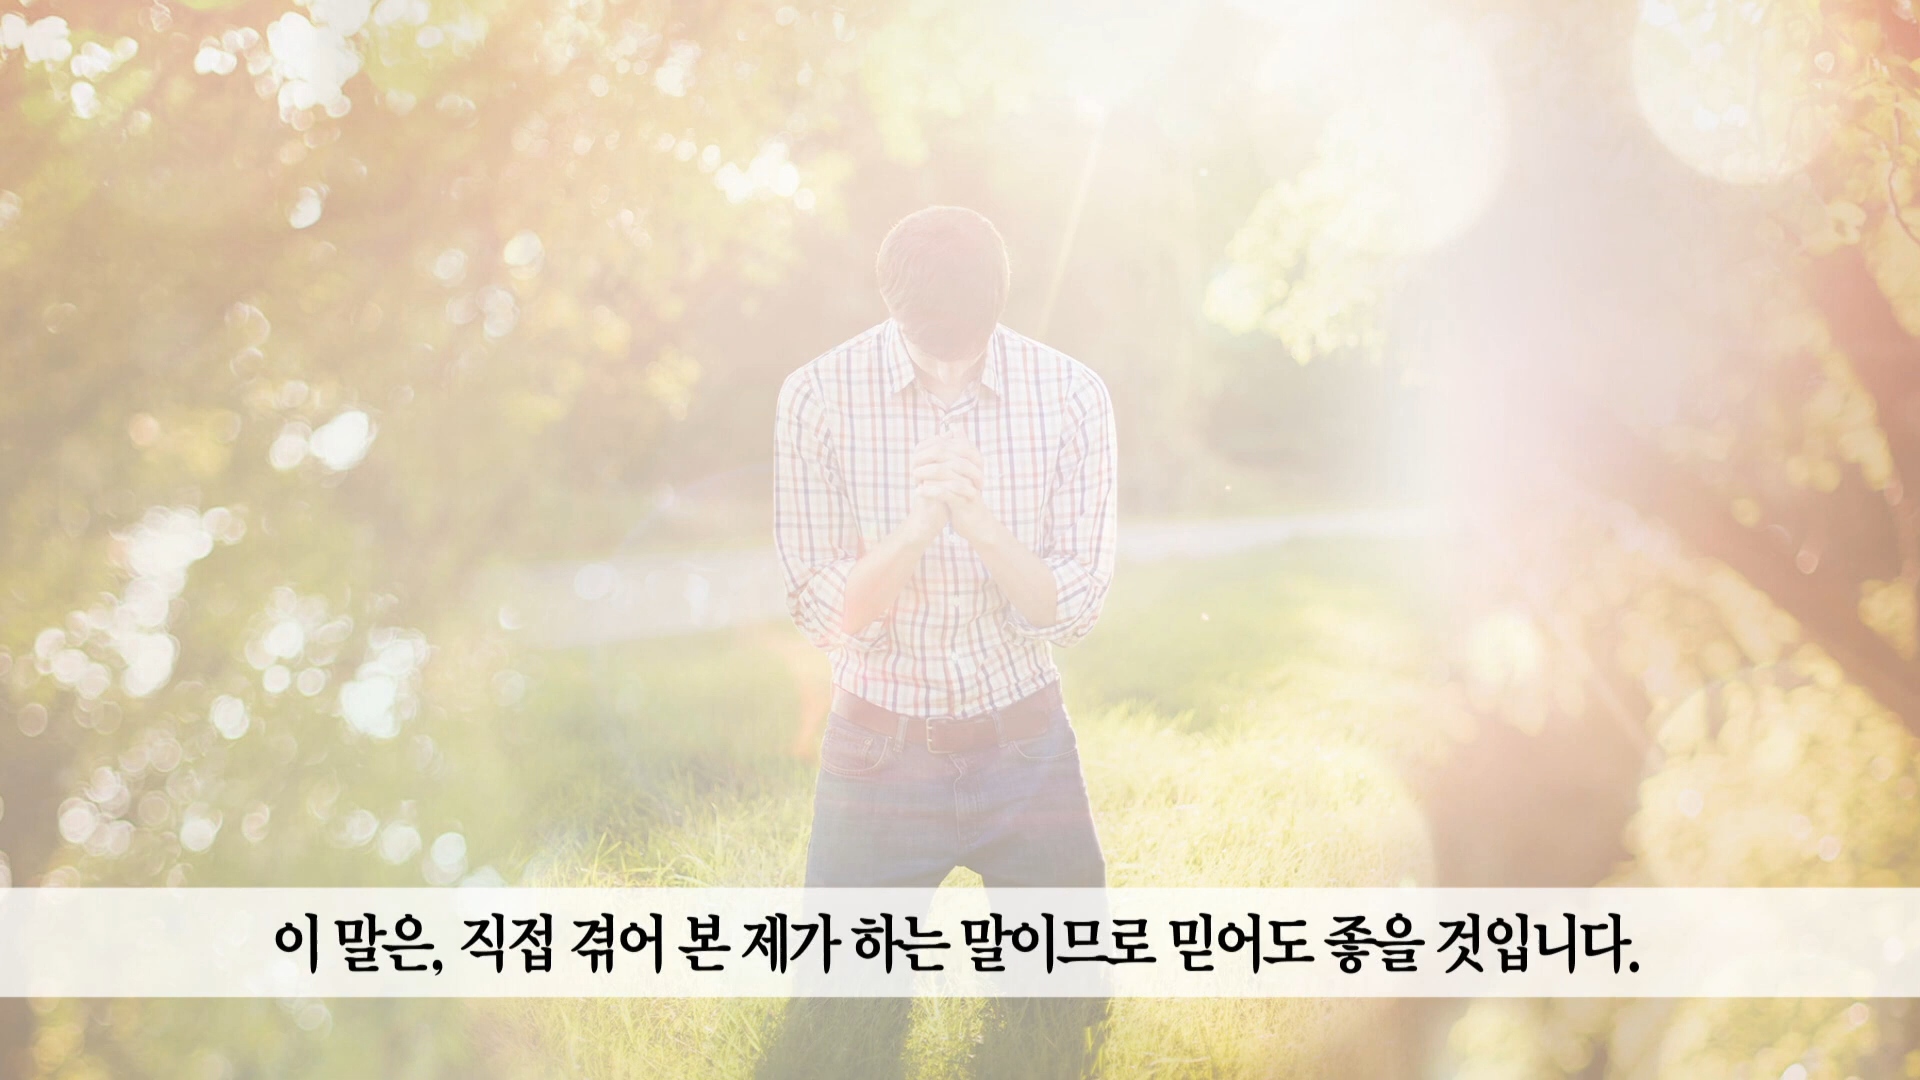 이 말은, 직접 겪어 본 제가 하는 말이므로 믿어도 좋을 것입니다.